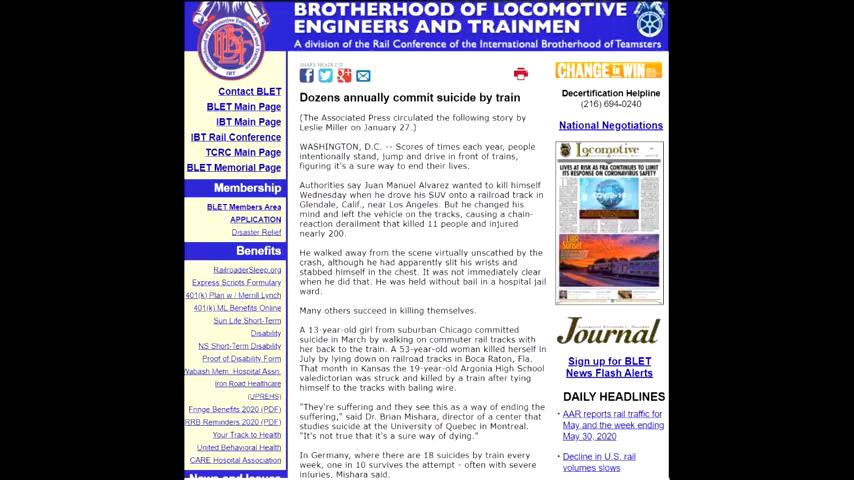 BROTHERHOOD OF LOCOMOTIVE
ENGINEERS AND TRAINMEN
A division of the Rail Conference of the International Brotherhood of Teamsters
Contact BLET
BLET Main Page
IBT Main Page
IBT Rail Conference
TCRC Main Page
BLET Memorial Page
Membership
BLET Members Area
APPLICATION
Disaster Relief
Benefits
RailroaderSleep.org
Express Scripts Formulary
401(k) Plan w/ Merrill Lynch
401(k) ML Benefits Online
Sun Life Short-Term
Disability
NS Short-Term Disability
Proof of Disability Form
Wabash Mem. Hospital Assn.
Iron Road Healthcare
(UPREHS)
Fringe Benefits 2020 (PDF)
RRB Reminders 2020 (PDF)
Your Track to Health
United Behavioral Health
CARE Hospital Association
News and Issues
Dozens annually commit suicide by train
(The Associated Press circulated the following story by
Leslie Miller on January 27.)
WASHINGTON, D.C. -- Scores of times each year, people
intentionally stand, jump and drive in front of trains,
figuring it's a sure way to end their lives.
Authorities say Juan Manuel Alvarez wanted to kill himself
Wednesday when he drove his SUV onto a railroad track in
Glendale, Calif., near Los Angeles. But he changed his
mind and left the vehicle on the tracks, causing a chain-
reaction derailment that killed 11 people and injured
nearly 200.
He walked away from the scene virtually unscathed by the
crash, although he had apparently slit his wrists and
stabbed himself in the chest. It was not immediately clear
when he did that. He was held without bail in a hospital jail
ward.
Many others succeed in killing themselves.
A 13-year-old girl from suburban Chicago committed
suicide in March by walking on commuter rail tracks with
her back to the train. A 53-year-old woman killed herself in
July by lying down on railroad tracks in Boca Raton, Fla.
That month in Kansas the 19-year-old Argonia High School
valedictorian was struck and killed by a train after tying
himself to the tracks with baling wire.
"They're suffering and they see this as a way of ending the
suffering," said Dr. Brian Mishara, director of a center that
studies suicide at the University of Quebec in Montreal.
"It's not true that it's a sure way of dying."
In Germany, where there are 18 suicides by train every
week, one in 10 survives the attempt - often with severe
injuries, Mishara said.
CHANGE to WIN
Decertification Helpline
(216) 694-0240
National Negotiations
Locomotive
LIVES AT RISK AS FRA CONTINUES TO LIMIT
ITS RESPONSE ON CORONAVIRUS SAFETY
Journal
Sign up for BLET
News Flash Alerts
DAILY HEADLINES
• AAR reports rail traffic for
May and the week ending
May 30, 2020
• Decline in U.S. rail
volumes slows